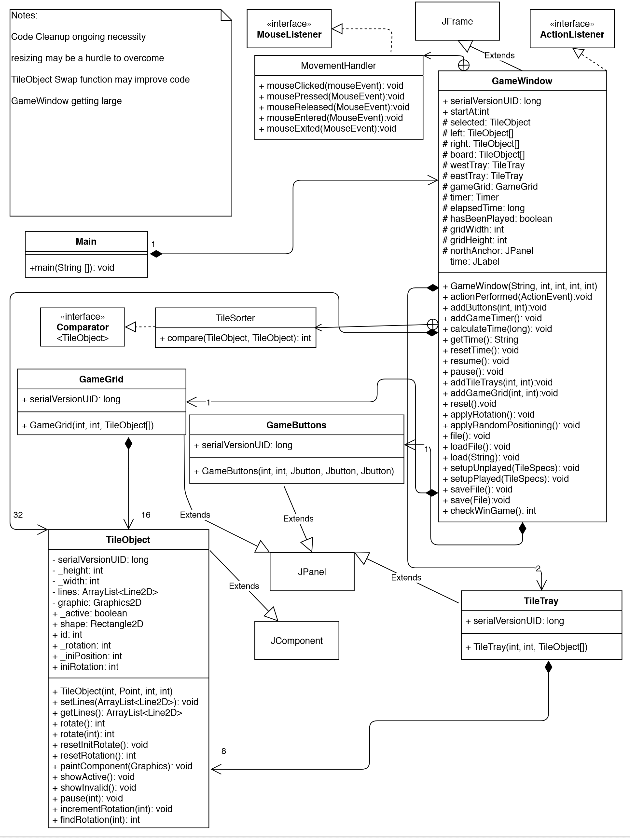 Notes:
Code Cleanup ongoing necessity
resizing may be a hurdle to overcome
TileObject Swap function may improve code
GameWindow getting large
«interface»
MouseListener
JFrame
«interface»
ActionListener
Extends
MovementHandler
+ mouseClicked(mouseEvent): void
+ mousePressed(MouseEvent): void
+ mouseReleased(MouseEvent): void
+ mouseEntered(MouseEvent): void
+ mouseExited(MouseEvent):void
GameWindow
+ serialVersionUID: long
+ startAt:int
# selected: TileObject
# left: TileObject[]
# right: TileObject[]
# board: TileObject[]
# westTray: TileTray
# eastTray: TileTray
# gameGrid: GameGrid
# timer: Timer
# elapsedTime: long
# hasBeenPlayed: boolean
# gridWidth: int
# gridHeight: int
# northAnchor: JPanel
time: JLabel
+ GameWindow(String, int, int, int, int)
+ actionPerformed(ActionEvent):void
+ addButtons(int, int):void
+ addGameTimer(): void
+ calculateTime(long): void
+ getTime(): String
+ resetTime(): void
+ resume(): void
+ pause(): void
+ addTileTrays(int, int):void
+ addGameGrid(int, int):void
+ reset():void
+ applyRotation(): void
+ applyRandomPositioning(): void
+ file(): void
+ loadFile(): void
+ load(String): void
+ setupUnplayed(TileSpecs): void
+ setupPlayed(TileSpecs): void
+ saveFile(): void
+ save(File):void
+ checkWinGame(): int
Main
+main(String []): void
1
«interface»
Comparator
<TileObject>
TileSorter
+ compare(TileObject, TileObject): int
GameGrid
+ serialVersionUID: long
+ GameGrid(int, int, TileObject[])
1
GameButtons
+ serialVersionUID: long
+ GameButtons(int, int, Jbutton, Jbutton, Jbutton)
1
32
16
Extends
Extends
JPanel
Extends
2
TileObject
- serialVersionUID: long
- _height: int
- _width: int
- lines: ArrayList<Line2D>
- graphic: Graphics2D
+ _active: boolean
+ shape: Rectangle2D
+ id: int
+ _rotation: int
+ _iniPosition: int
+ iniRotation: int
+ TileObject(int, Point, int, int)
+ setLines(ArrayList<Line2D>): void
+ getLines(): ArrayList<Line2D>
+ rotate(): int
+ rotate(int): int
+ resetInitRotate(): void
+ resetRotation(): int
+ paintComponent(Graphics): void
+ showActive(): void
+ showInvalid(): void
+ pause(int): void
+ incrementRotation(int): void
+ findRotation(int): int
Extends
JComponent
TileTray
+ serialVersionUID: long
+ TileTray(int, int, TileObject[])
8